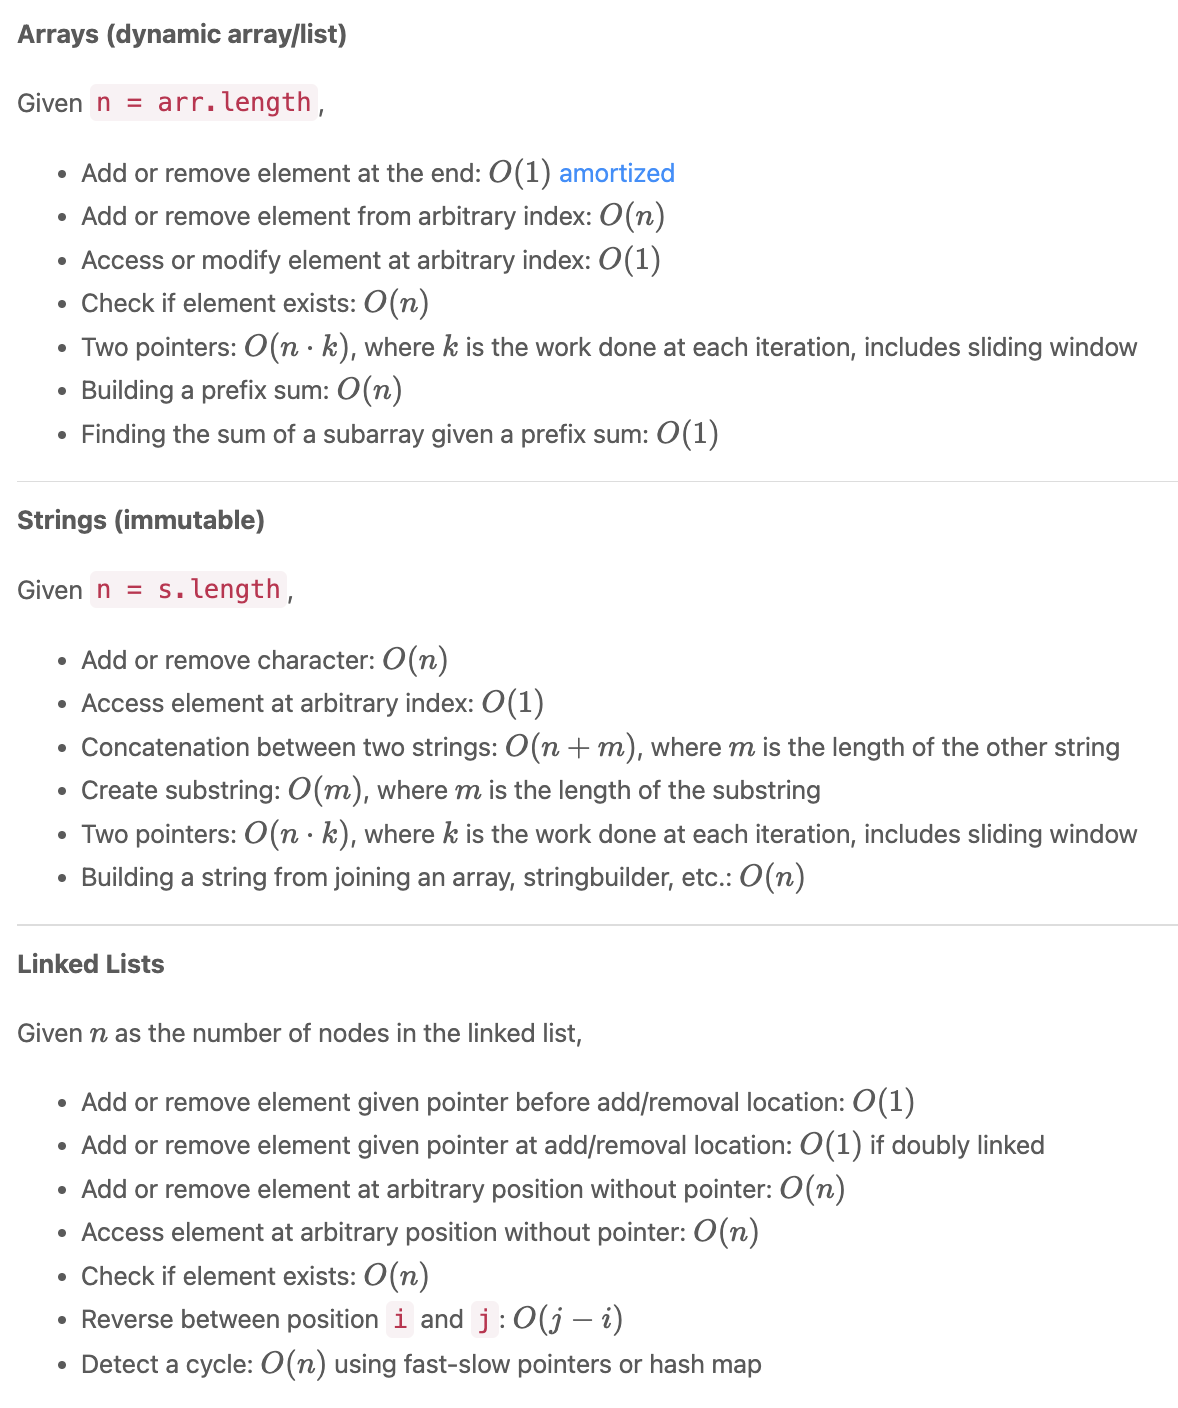 Arrays (dynamic array/list)
Given n = arr.length,
• Add or remove element at the end: O(1) amortized
• Add or remove element from arbitrary index: O(n)
• Access or modify element at arbitrary index: O(1)
• Check if element exists: O(n)
• Two pointers: O(n · k), where k is the work done at each iteration, includes sliding window
• Building a prefix sum: O(n)
• Finding the sum of a subarray given a prefix sum: O(1)
Strings (immutable)
Given n = s.length,
• Add or remove character: O(n)
• Access element at arbitrary index: O(1)
• Concatenation between two strings: O(n + m), where m is the length of the other string
• Create substring: O(m), where m is the length of the substring
• Two pointers: O(n · k), where k is the work done at each iteration, includes sliding window
• Building a string from joining an array, stringbuilder, etc.: O(n)
Linked Lists
Given n as the number of nodes in the linked list,
• Add or remove element given pointer before add/removal location: O(1)
• Add or remove element given pointer at add/removal location: O(1) if doubly linked
• Add or remove element at arbitrary position without pointer: O(n)
• Access element at arbitrary position without pointer: O(n)
• Check if element exists: O(n)
• Reverse between position i and j: O(j − i)
• Detect a cycle: O(n) using fast-slow pointers or hash map